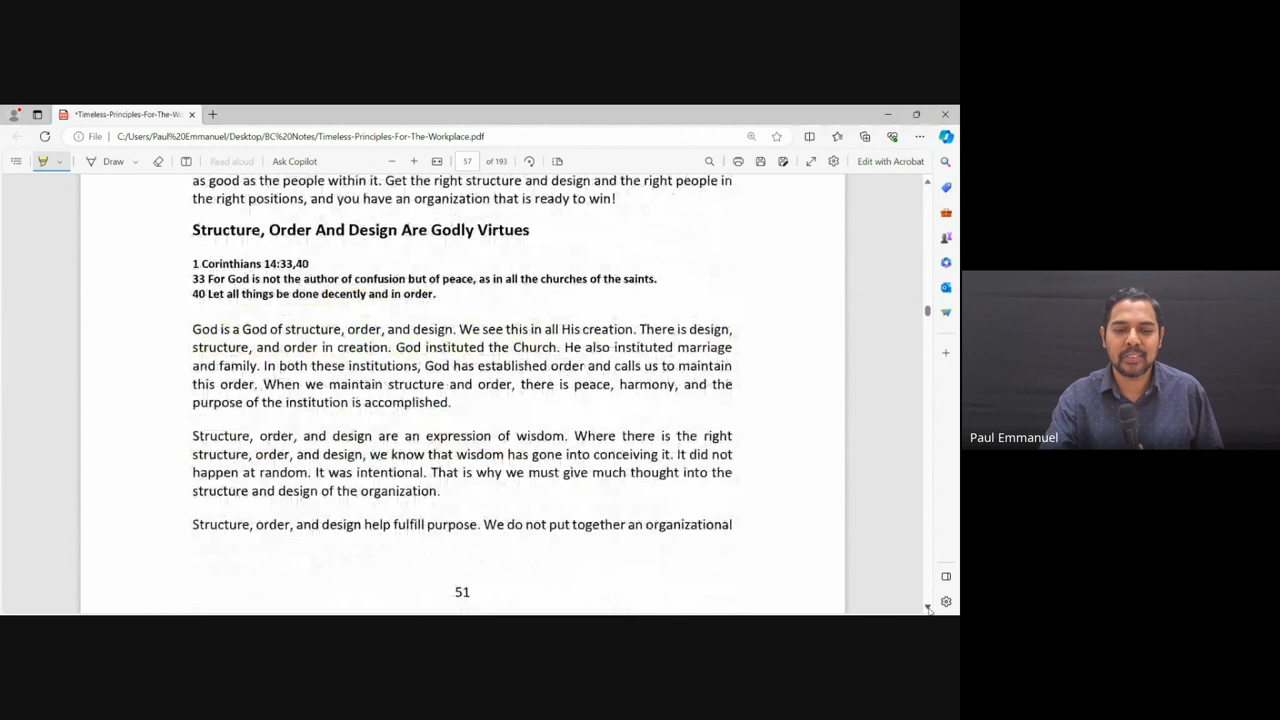 *Timeless-Principles-For-The-Wo
File
C:/Users/Paul%20Emmanuel/Desktop/BC%20Notes/Timeless-Principles-For-The-Workplace.pdf
Draw
Read aloud
Ask Copilot
57
of 193
Edit with Acrobat
as good as the people within it. Get the right structure and design and the right people in
the right positions, and you have an organization that is ready to win!
Structure, Order And Design Are Godly Virtues
1 Corinthians 14:33,40
33 For God is not the author of confusion but of peace, as in all the churches of the saints.
40 Let all things be done decently and in order.
God is a God of structure, order, and design. We see this in all His creation. There is design,
structure, and order in creation. God instituted the Church. He also instituted marriage
and family. In both these institutions, God has established order and calls us to maintain
this order. When we maintain structure and order, there is peace, harmony, and the
purpose of the institution is accomplished.
Structure, order, and design are an expression of wisdom. Where there is the right
structure, order, and design, we know that wisdom has gone into conceiving it. It did not
happen at random. It was intentional. That is why we must give much thought into the
structure and design of the organization.
Structure, order, and design help fulfill purpose. We do not put together an organizational
51
Paul Emmanuel